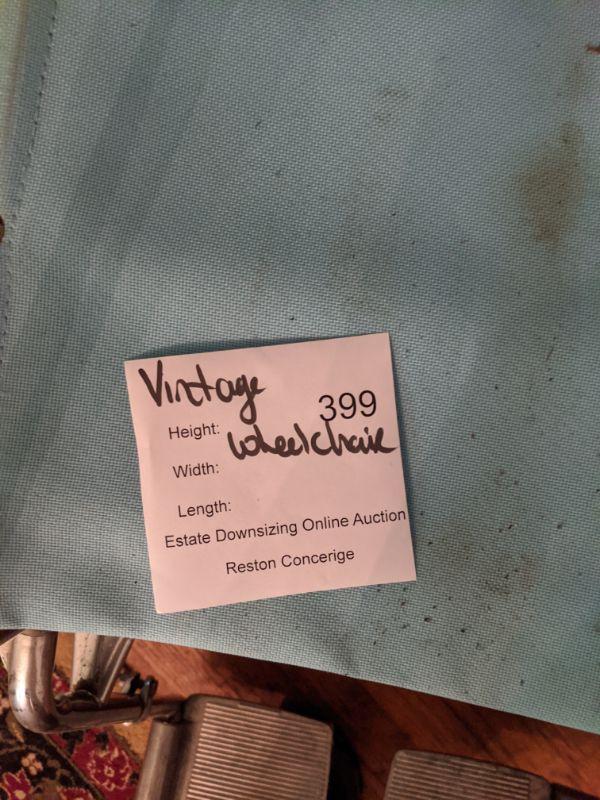 Vintage
399
Height:
wheelchair
Width:
Length:
Estate Downsizing Online Auction
Reston Concerige